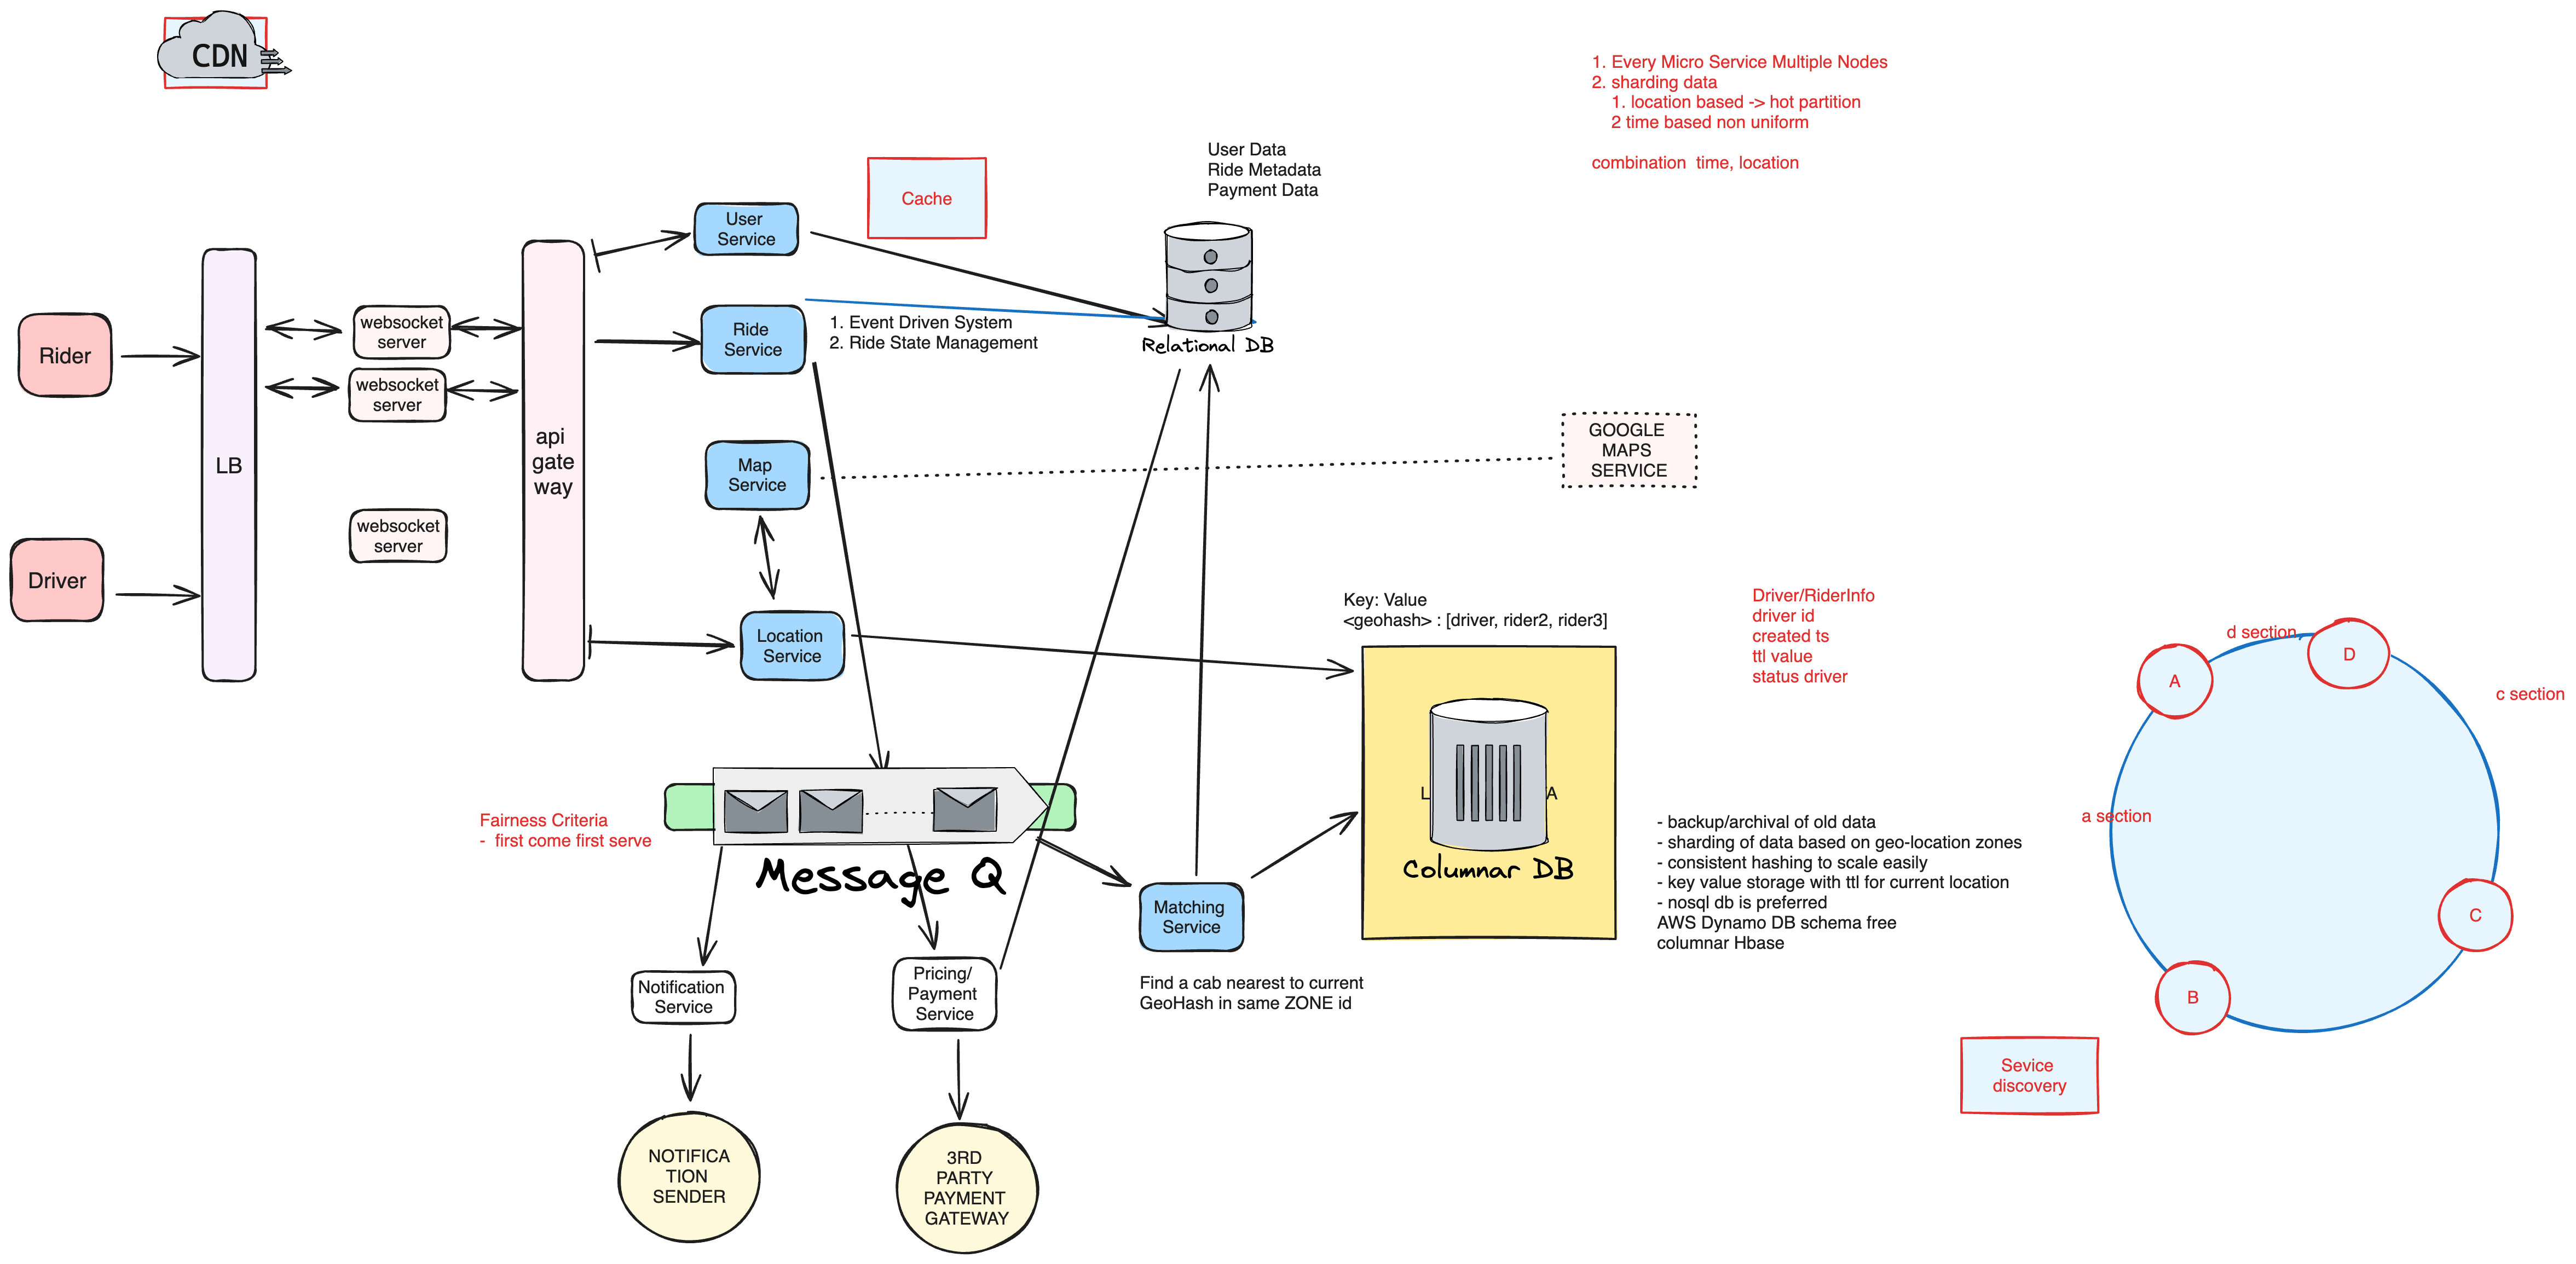 CDN
1. Every Micro Service Multiple Nodes
2. sharding data
1. location based -> hot partition
2 time based non uniform
combination time, location
User Data
Ride Metadata
Payment Data
Cache
User
Service
Relational DB
Rider
LB
websocket
server
websocket
server
websocket
server
Driver
api
gate
way
Ride
Service
1. Event Driven System
2. Ride State Management
Map
Service
GOOGLE
MAPS
SERVICE
Location
Service
Key: Value
<geohash> : [driver, rider2, rider3]
Driver/RiderInfo
driver id
created ts
ttl value
status driver
L
A
Columnar DB
Fairness Criteria
- first come first serve
Message Q
Matching
Service
Find a cab nearest to current
GeoHash in same ZONE id
Notification
Service
Pricing/
Payment
Service
NOTIFICA
TION
SENDER
3RD
PARTY
PAYMENT
GATEWAY
- backup/archival of old data
- sharding of data based on geo-location zones
- consistent hashing to scale easily
- key value storage with ttl for current location
- nosql db is preferred
AWS Dynamo DB schema free
columnar Hbase
d section
D
A
c section
a section
C
B
Sevice
discovery